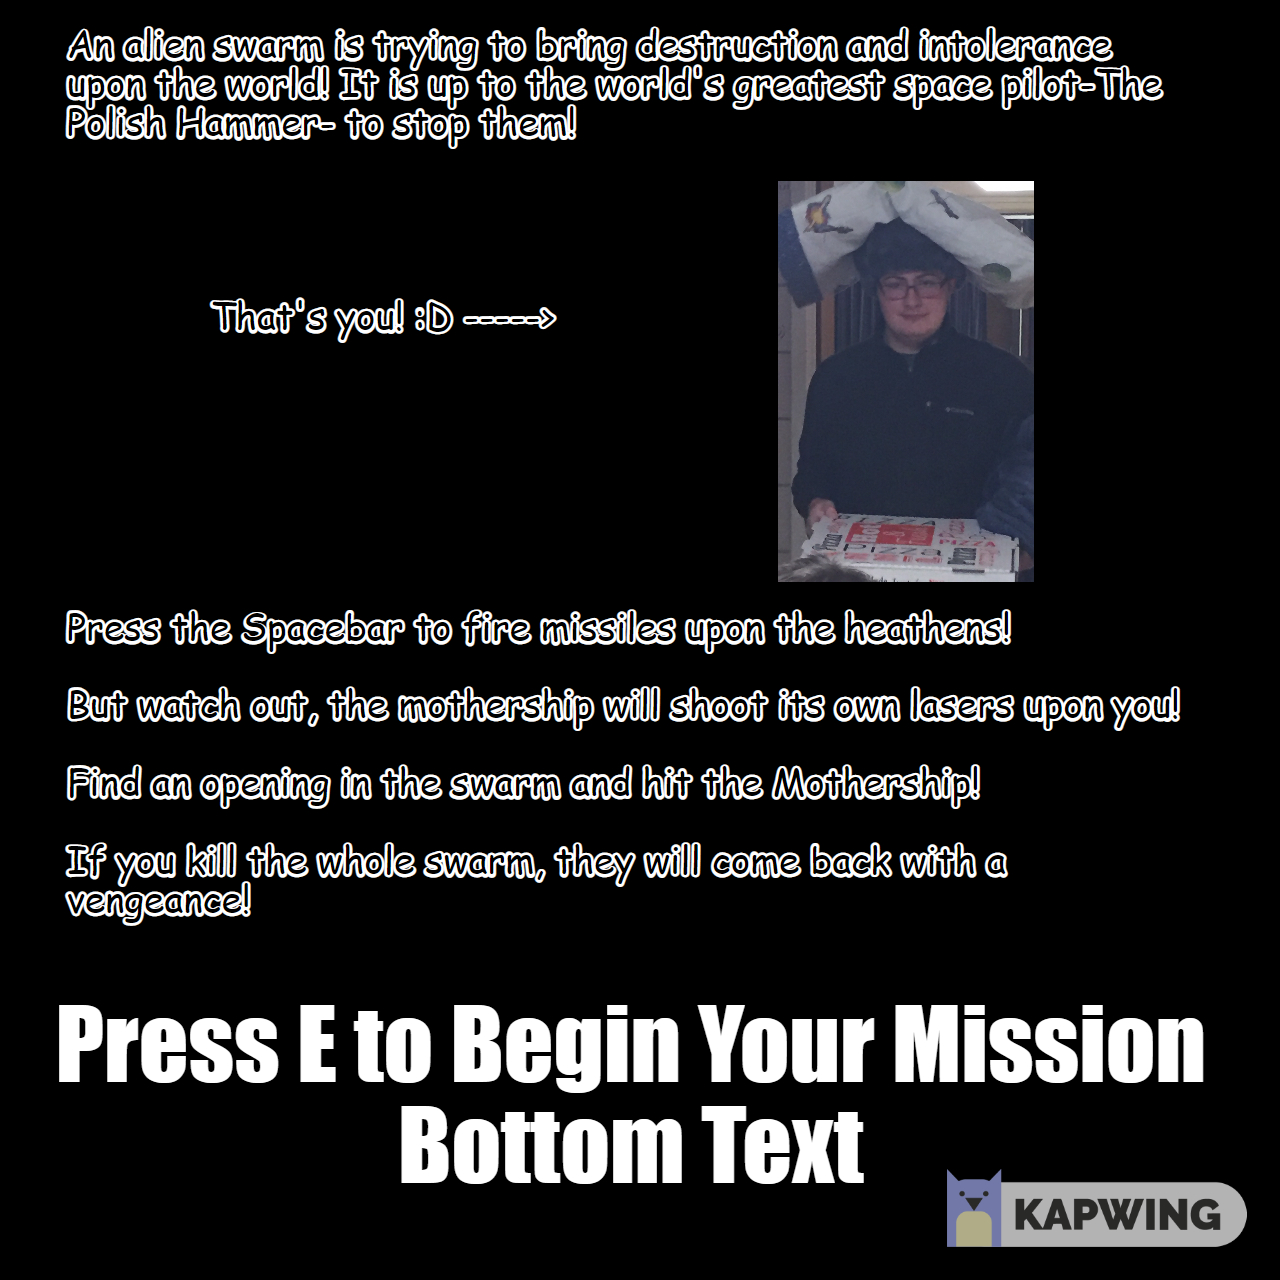 An alien swarm is trying to bring destruction and intolerance
upon the world! It is up to the world's greatest space pilot-The
Polish Hammer- to stop them!
That's you! :D ----->
PIZZA
Hot
PIZZA
PIZZA
Press the Spacebar to fire missiles upon the heathens!
But watch out, the mothership will shoot its own lasers upon you!
Find an opening in the swarm and hit the Mothership!
If you kill the whole swarm, they will come back with a
vengeance!
Press E to Begin Your Mission
Bottom Text
KAPWING